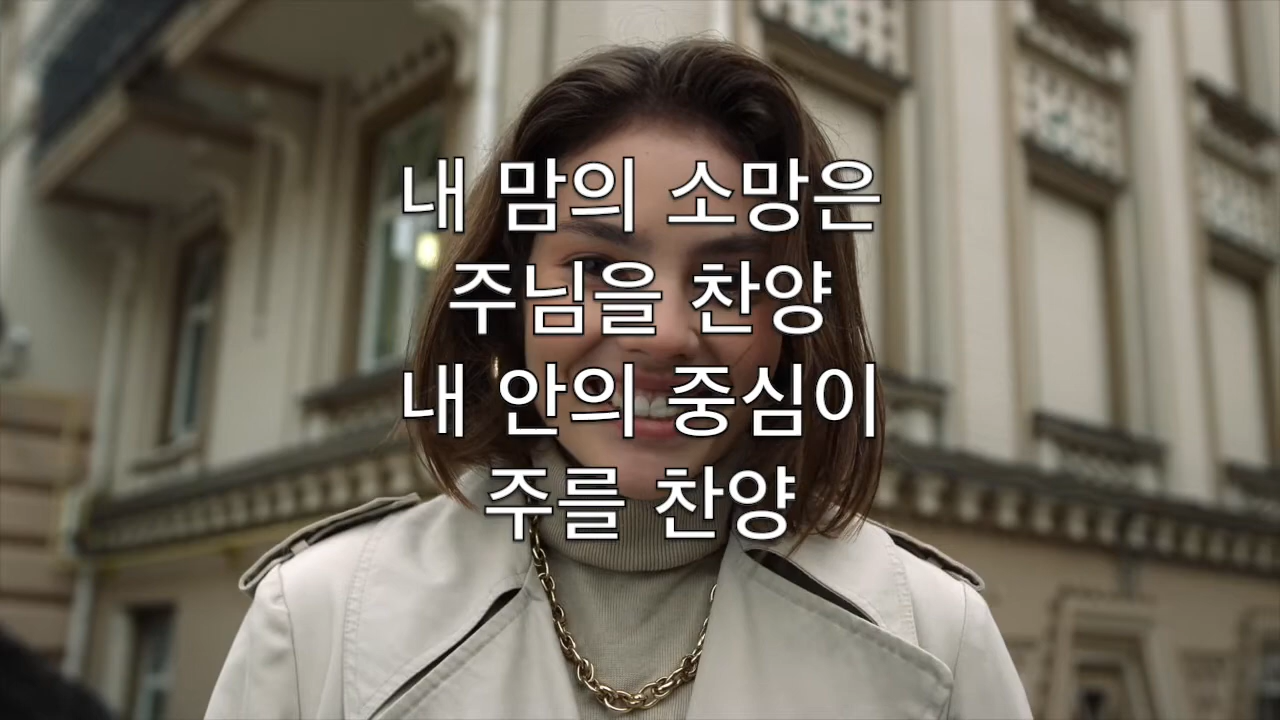 내 맘의 소망은
주님을 찬양
내 안의 중심이
주를 찬양